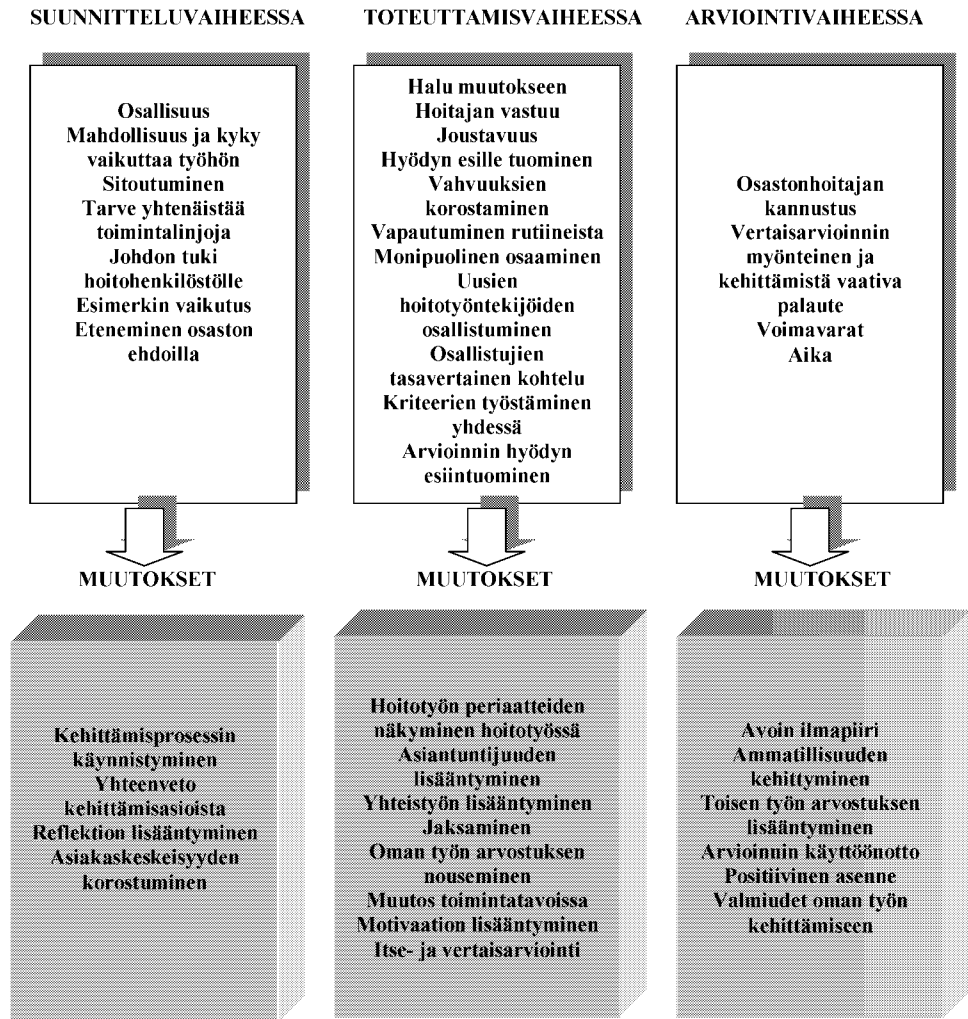 SUUNNITTELUVAIHEESSA
Osallisuus
Mahdollisuus ja kyky
vaikuttaa työhön
Sitoutuminen
Tarve yhtenäistää
toimintalinjoja
Johdon tuki
hoitohenkilöstölle
Esimerkin vaikutus
Eteneminen osaston
ehdoilla
MUUTOKSET
Kehittämisprosessin
käynnistyminen
Yhteenveto
kehittämisasioista
Reflektion lisääntyminen
Asiakaskeskeisyyden
korostuminen
TOTEUTTAMISVAIHEESSA
Halu muutokseen
Hoitajan vastuu
Joustavuus
Hyödyn esille tuominen
Vahvuuksien
korostaminen
Vapautuminen rutiineista
Monipuolinen osaaminen
Uusien
hoitotyöntekijöiden
osallistuminen
Osallistujien
tasavertainen kohtelu
Kriteerien työstäminen
yhdessä
Arvioinnin hyödyn
esiintuominen
MUUTOKSET
Hoitotyön periaatteiden
näkyminen hoitotyössä
Asiantuntijuuden
lisääntyminen
Yhteistyön lisääntyminen
Jaksaminen
Oman työn arvostuksen
nouseminen
Muutos toimintatavoissa
Motivaation lisääntyminen
Itse- ja vertaisarviointi
ARVIOINTIVAIHEESSA
Osastonhoitajan
kannustus
Vertaisarvioinnin
myönteinen ja
kehittämistä vaativa
palaute
Voimavarat
Aika
MUUTOKSET
Avoin ilmapiiri
Ammatillisuuden
kehittyminen
Toisen työn arvostuksen
lisääntyminen
Arvioinnin käyttöönotto
Positiivinen asenne
Valmiudet oman työn
kehittämiseen